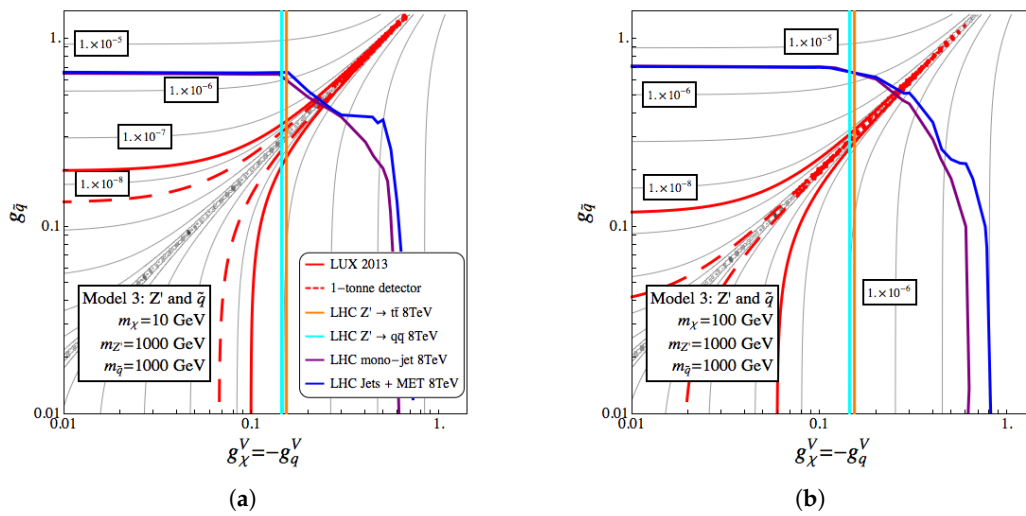 1.×10⁻⁵
1.×10⁻⁶
1.×10⁻⁷
1.×10⁻⁸
1.
0.1
0.01
g_q̃
LUX 2013
1-tonne detector
LHC Z' → tt̄ 8TeV
LHC Z' → qq̄ 8TeV
LHC mono-jet 8TeV
LHC Jets + MET 8TeV
Model 3: Z' and q̃
m_χ=10 GeV
m_Z'=1000 GeV
m_q̃=1000 GeV
0.01
0.1
1.
g_χ^V=-g_q^V
(a)
1.×10⁻⁵
1.×10⁻⁶
1.×10⁻⁸
1.×10⁻⁶
1.
0.1
0.01
g_q̃
Model 3: Z' and q̃
m_χ=100 GeV
m_Z'=1000 GeV
m_q̃=1000 GeV
0.01
0.1
1.
g_χ^V=-g_q^V
(b)